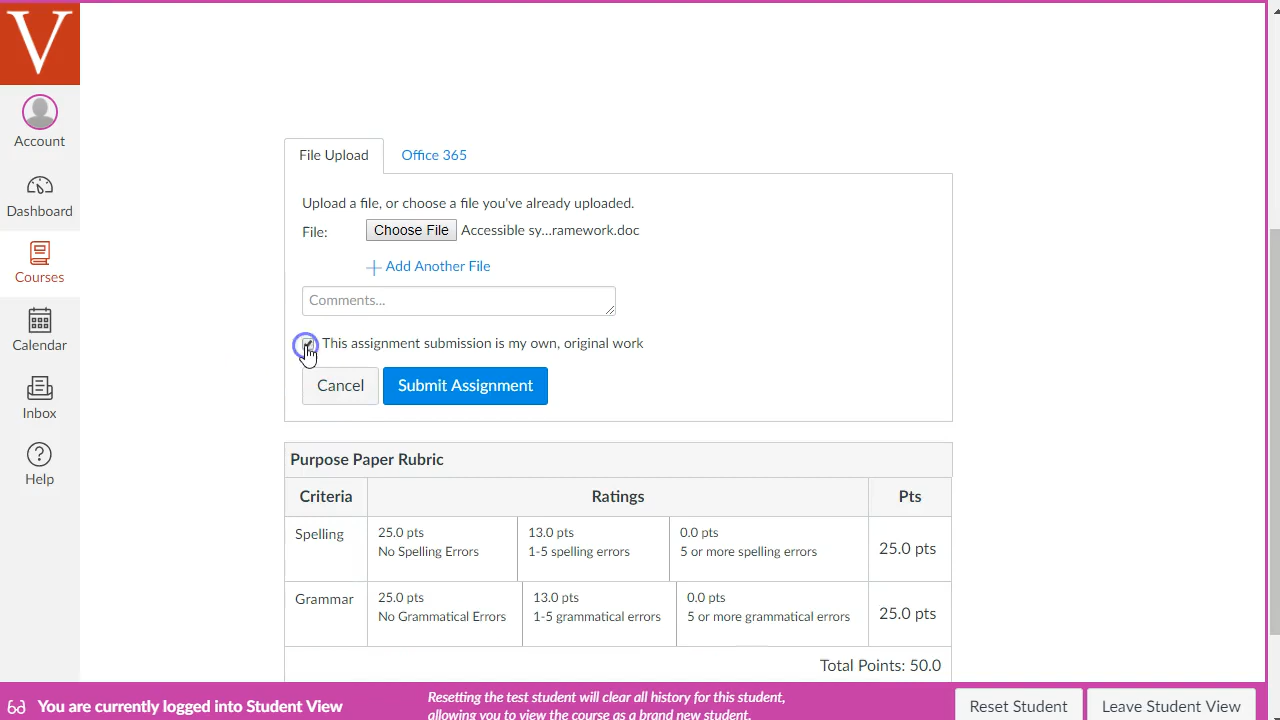 V
Account
Dashboard
Courses
Calendar
Inbox
Help
File Upload
Office 365
Upload a file, or choose a file you've already uploaded.
File: Choose File Accessible sy...ramework.doc
Add Another File
Comments...
This assignment submission is my own, original work
Cancel Submit Assignment
Purpose Paper Rubric
Criteria Ratings Pts
Spelling
25.0 pts
No Spelling Errors
13.0 pts
1-5 spelling errors
0.0 pts
5 or more spelling errors
25.0 pts
Grammar
25.0 pts
No Grammatical Errors
13.0 pts
1-5 grammatical errors
0.0 pts
5 or more grammatical errors
25.0 pts
Total Points: 50.0
You are currently logged into Student View
Resetting the test student will clear all history for this student,
allowing you to view the course as a brand new student.
Reset Student
Leave Student View